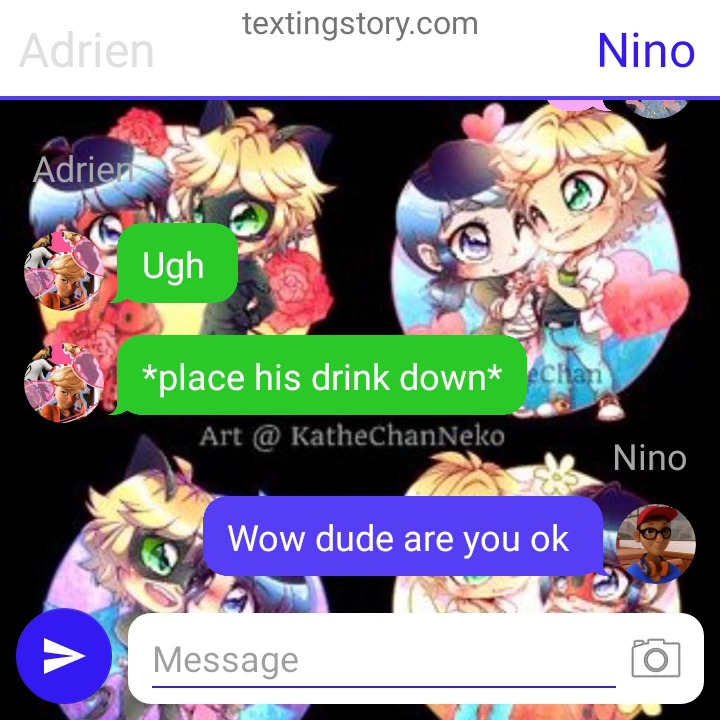 textingstory.com
Adrien
Nino
Adrien
Ugh
*place his drink down*
eChan
Art @ KatheChanNeko
Nino
Wow dude are you ok
Message